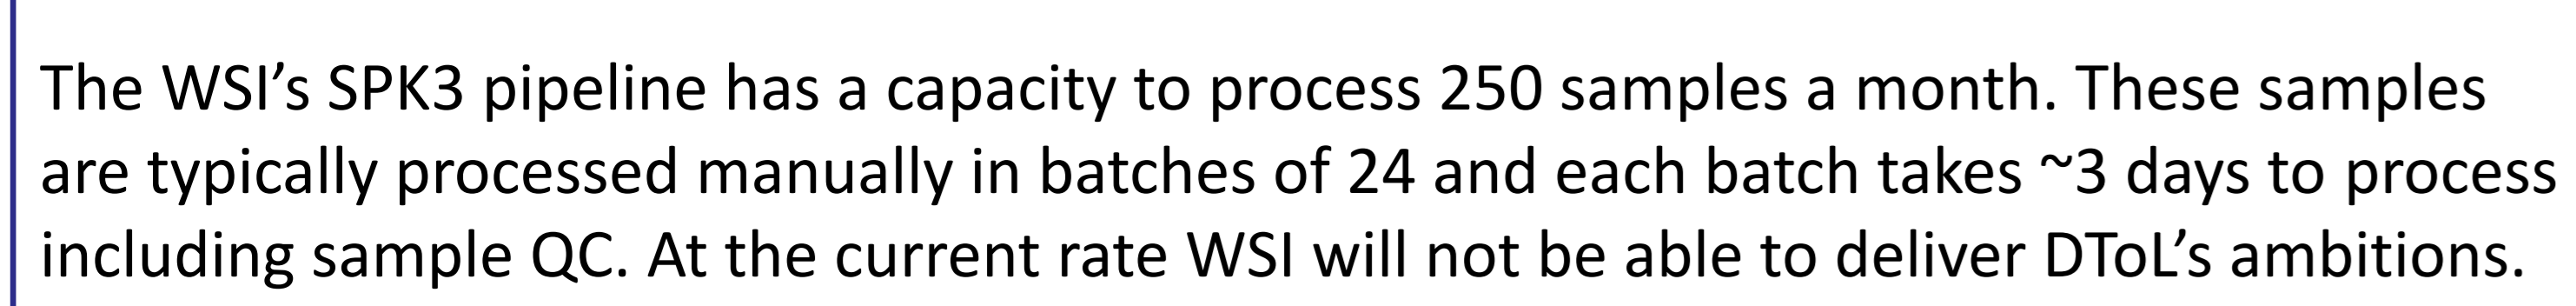 The WSI’s SPK3 pipeline has a capacity to process 250 samples a month. These samples
are typically processed manually in batches of 24 and each batch takes ~3 days to process
including sample QC. At the current rate WSI will not be able to deliver DToL’s ambitions.